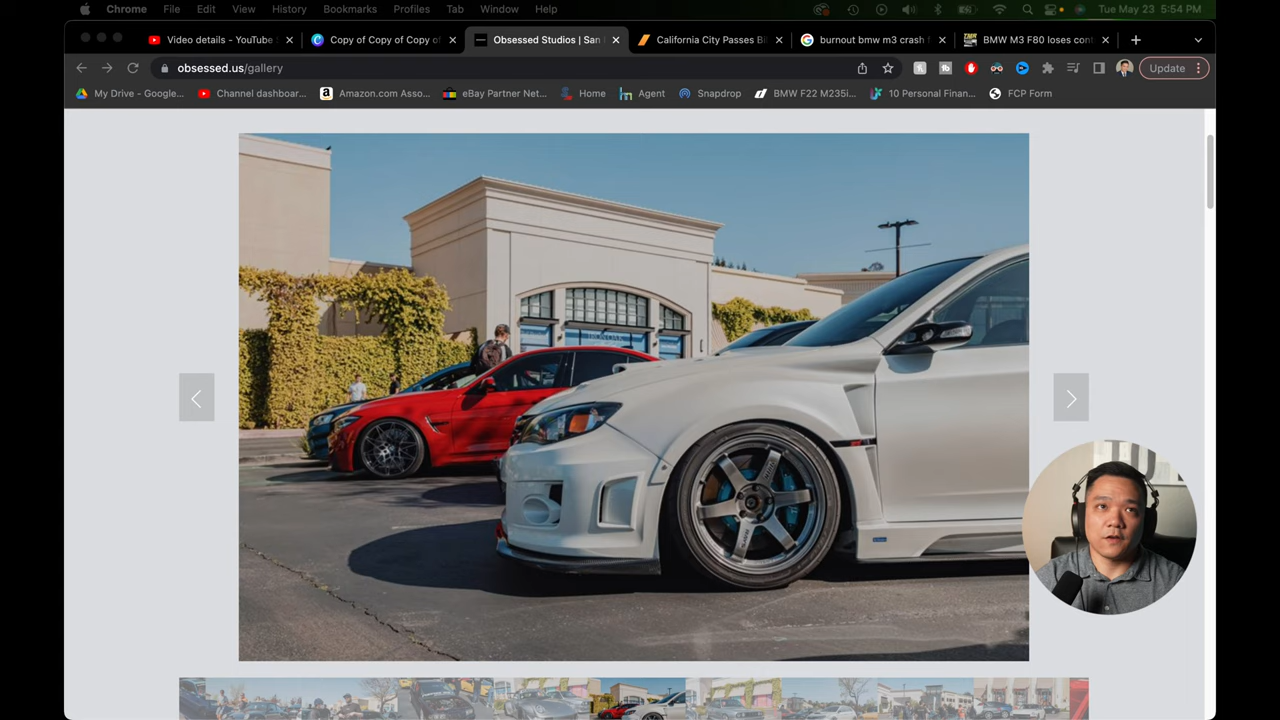 Chrome File Edit View History Bookmarks Profiles Tab Window Help Tue May 23 5:54 PM
Video details - YouTube Copy of Copy of Copy of Obsessed Studios | San California City Passes Bi burnout bmw m3 crash BMW M3 F80 loses cont
obsessed.us/gallery Update
My Drive - Google... Channel dashboar... Amazon.com Asso... eBay Partner Net... Home Agent Snapdrop BMW F22 M235i... 10 Personal Finan... FCP Form